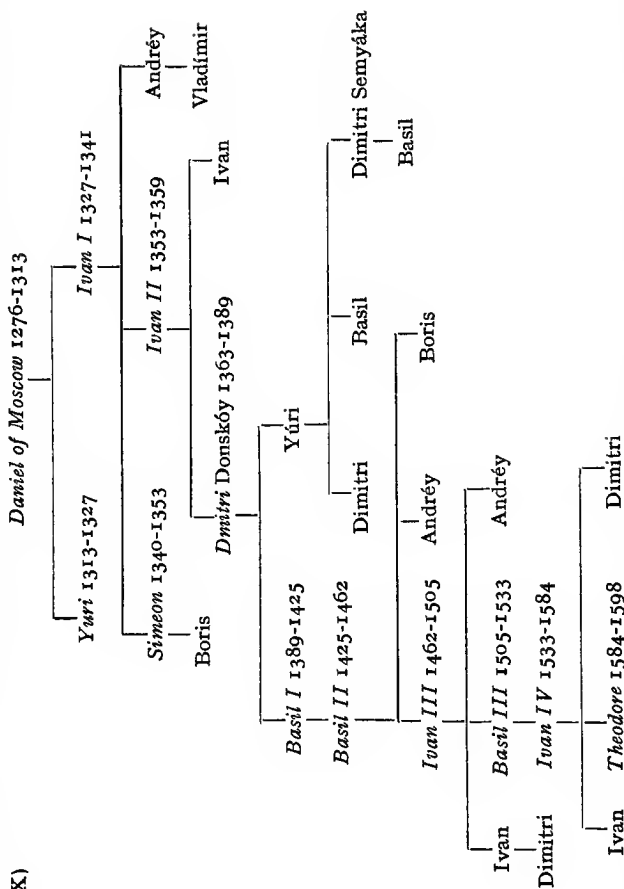 K)
Daniel of Moscow 1276-1313
Yuri 1313-1327
Ivan I 1327-1341
Simeon 1340-1353
Ivan II 1353-1359
Andréy
Boris
Vladímir
Dmitri Donskóy 1363-1389
Ivan
Basil I 1389-1425
Yúri
Basil II 1425-1462
Dimitri
Basil
Dimitri Semyáka
Basil
Ivan III 1462-1505
Andréy
Boris
Ivan
Basil III 1505-1533
Andréy
Dimitri
Ivan IV 1533-1584
Ivan
Theodore 1584-1598
Dimitri